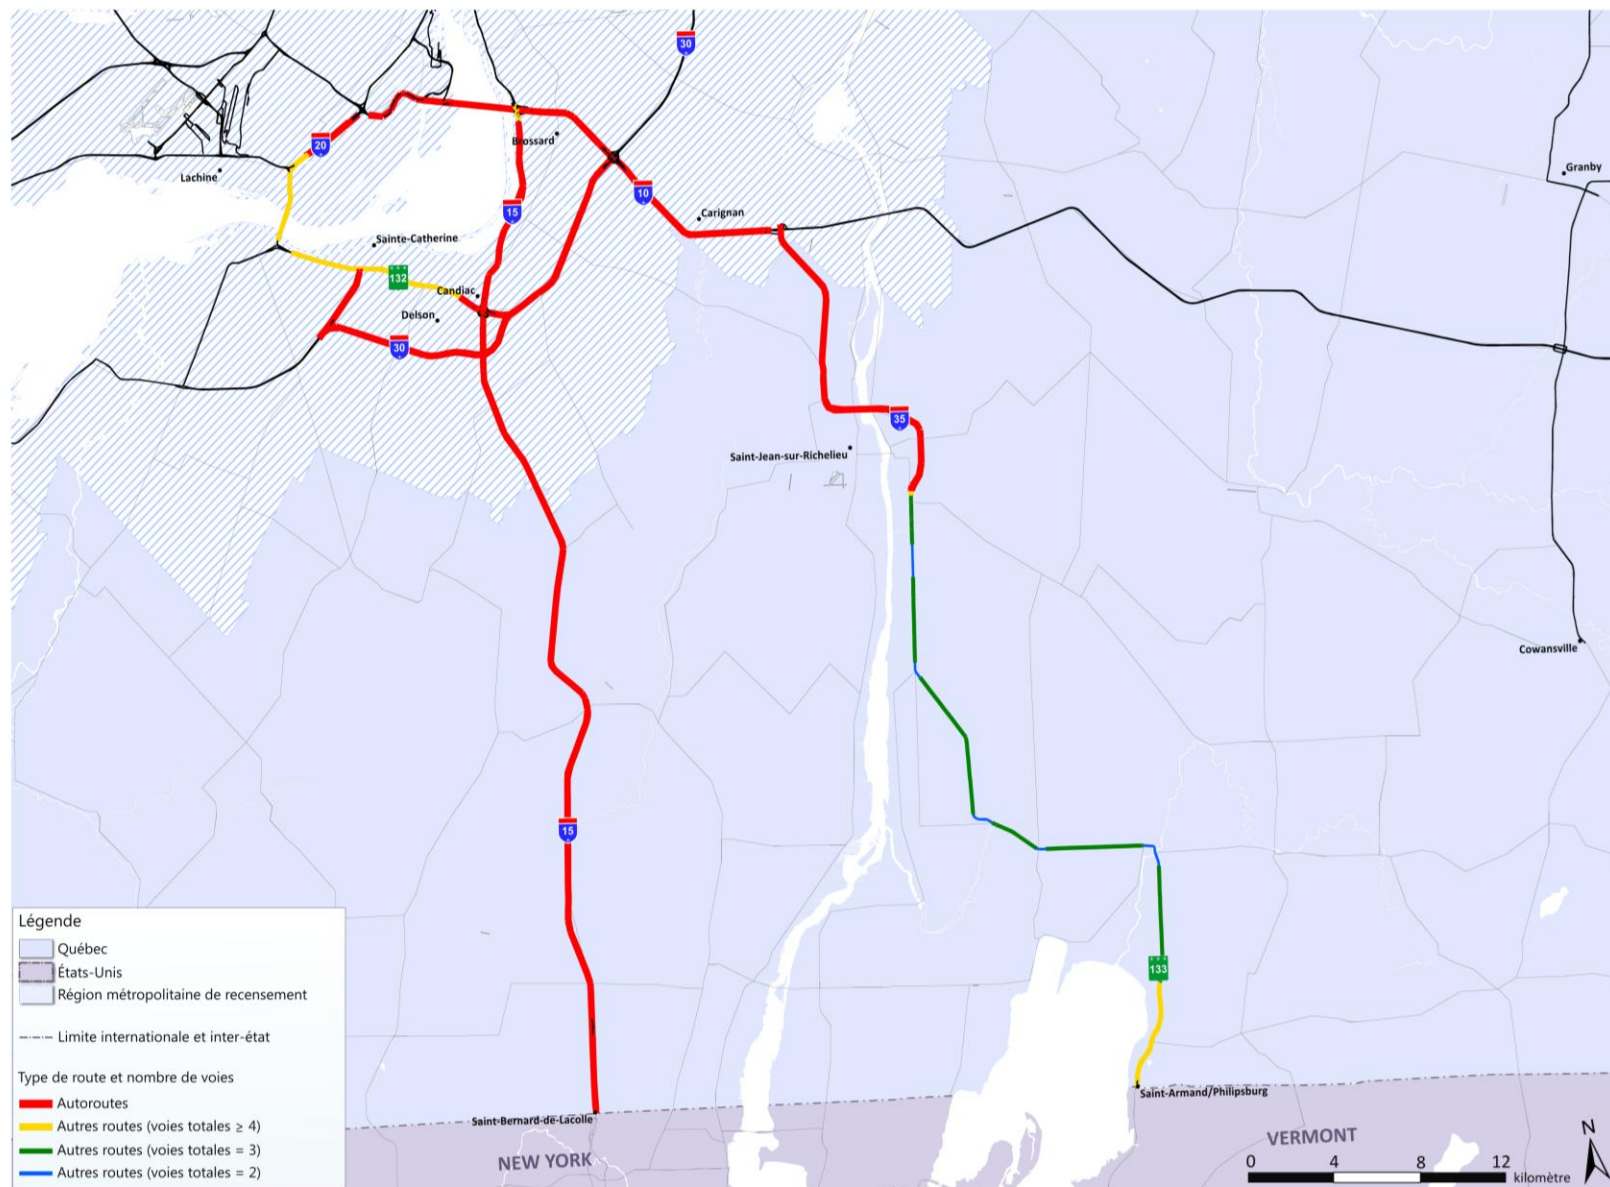 30
20
Brossard
Lachine
Granby
10
15
Carignan
Sainte-Catherine
132
Candiac
Delson
30
35
Saint-Jean-sur-Richelieu
Cowansville
15
Légende
Québec
États-Unis
Région métropolitaine de recensement
Limite internationale et inter-état
Type de route et nombre de voies
Autoroutes
Autres routes (voies totales ≥ 4)
Autres routes (voies totales = 3)
Autres routes (voies totales = 2)
133
Saint-Armand/Philipsburg
Saint-Bernard-de-Lacolle
NEW YORK
VERMONT
N
0 4 8 12
kilomètre